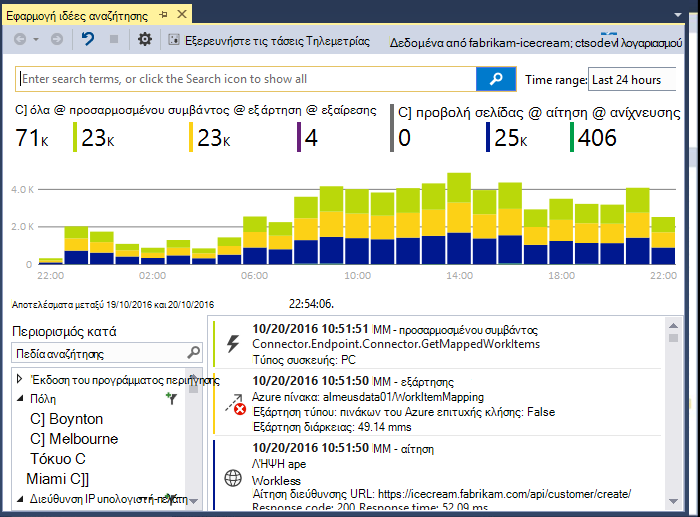 Εφαρμογή ιδέες αναζήτησης
Εξερευνήστε τις τάσεις Τηλεμετρίας
Δεδομένα από fabrikam-icecream; ctsodevl λογαριασμού
Enter search terms, or click the Search icon to show all
Time range: Last 24 hours
C] όλα @ προσαρμοσμένου συμβάντος @ εξάρτηση @ εξαίρεσης
C] προβολή σελίδας @ αίτηση @ ανίχνευσης
71K 23K 23K 4 0 25K 406
4.0 K
2.0 K
0
22:00 02:00 06:00 10:00 14:00 18:00 22:00
Αποτελέσματα μεταξύ 19/10/2016 και 20/10/2016 22:54:06.
Περιορισμός κατά
Πεδία αναζήτησης
Έκδοση του προγράμματος περιήγησης
Πόλη
C] Boynton
C] Melbourne
Τόκυο C
Miami C]]
Διεύθυνση IP υπολογιστή-πελάτη
10/20/2016 10:51:51 MM - προσαρμοσμένου συμβάντος
Connector.Endpoint.Connector.GetMappedWorkItems
Τύπος συσκευής: PC
10/20/2016 10:51:50 MM - εξάρτησης
Azure πίνακα: almeusdata01/WorkItemMapping
Εξάρτηση τύπου: πινάκων του Azure επιτυχής κλήσης: False
Εξάρτηση διάρκειας: 49.14 mms
10/20/2016 10:51:50 MM - αίτηση
ΛΉΨΗ ape
Workless
Αίτηση διεύθυνσης URL: https://icecream.fabrikam.com/api/customer/create/
Response code: 200 Response time: 52.09 ms